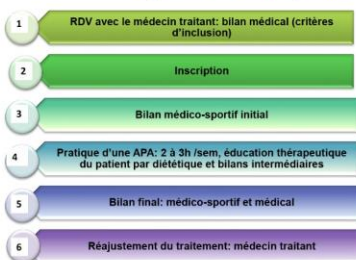 1
RDV avec le médecin traitant: bilan médical (critères
d'inclusion)
2
Inscription
3
Bilan médico-sportif initial
4
Pratique d'une APA: 2 à 3h /sem, éducation thérapeutique
du patient par diététique et bilans intermédiaires
5
Bilan final: médico-sportif et médical
6
Réajustement du traitement: médecin traitant